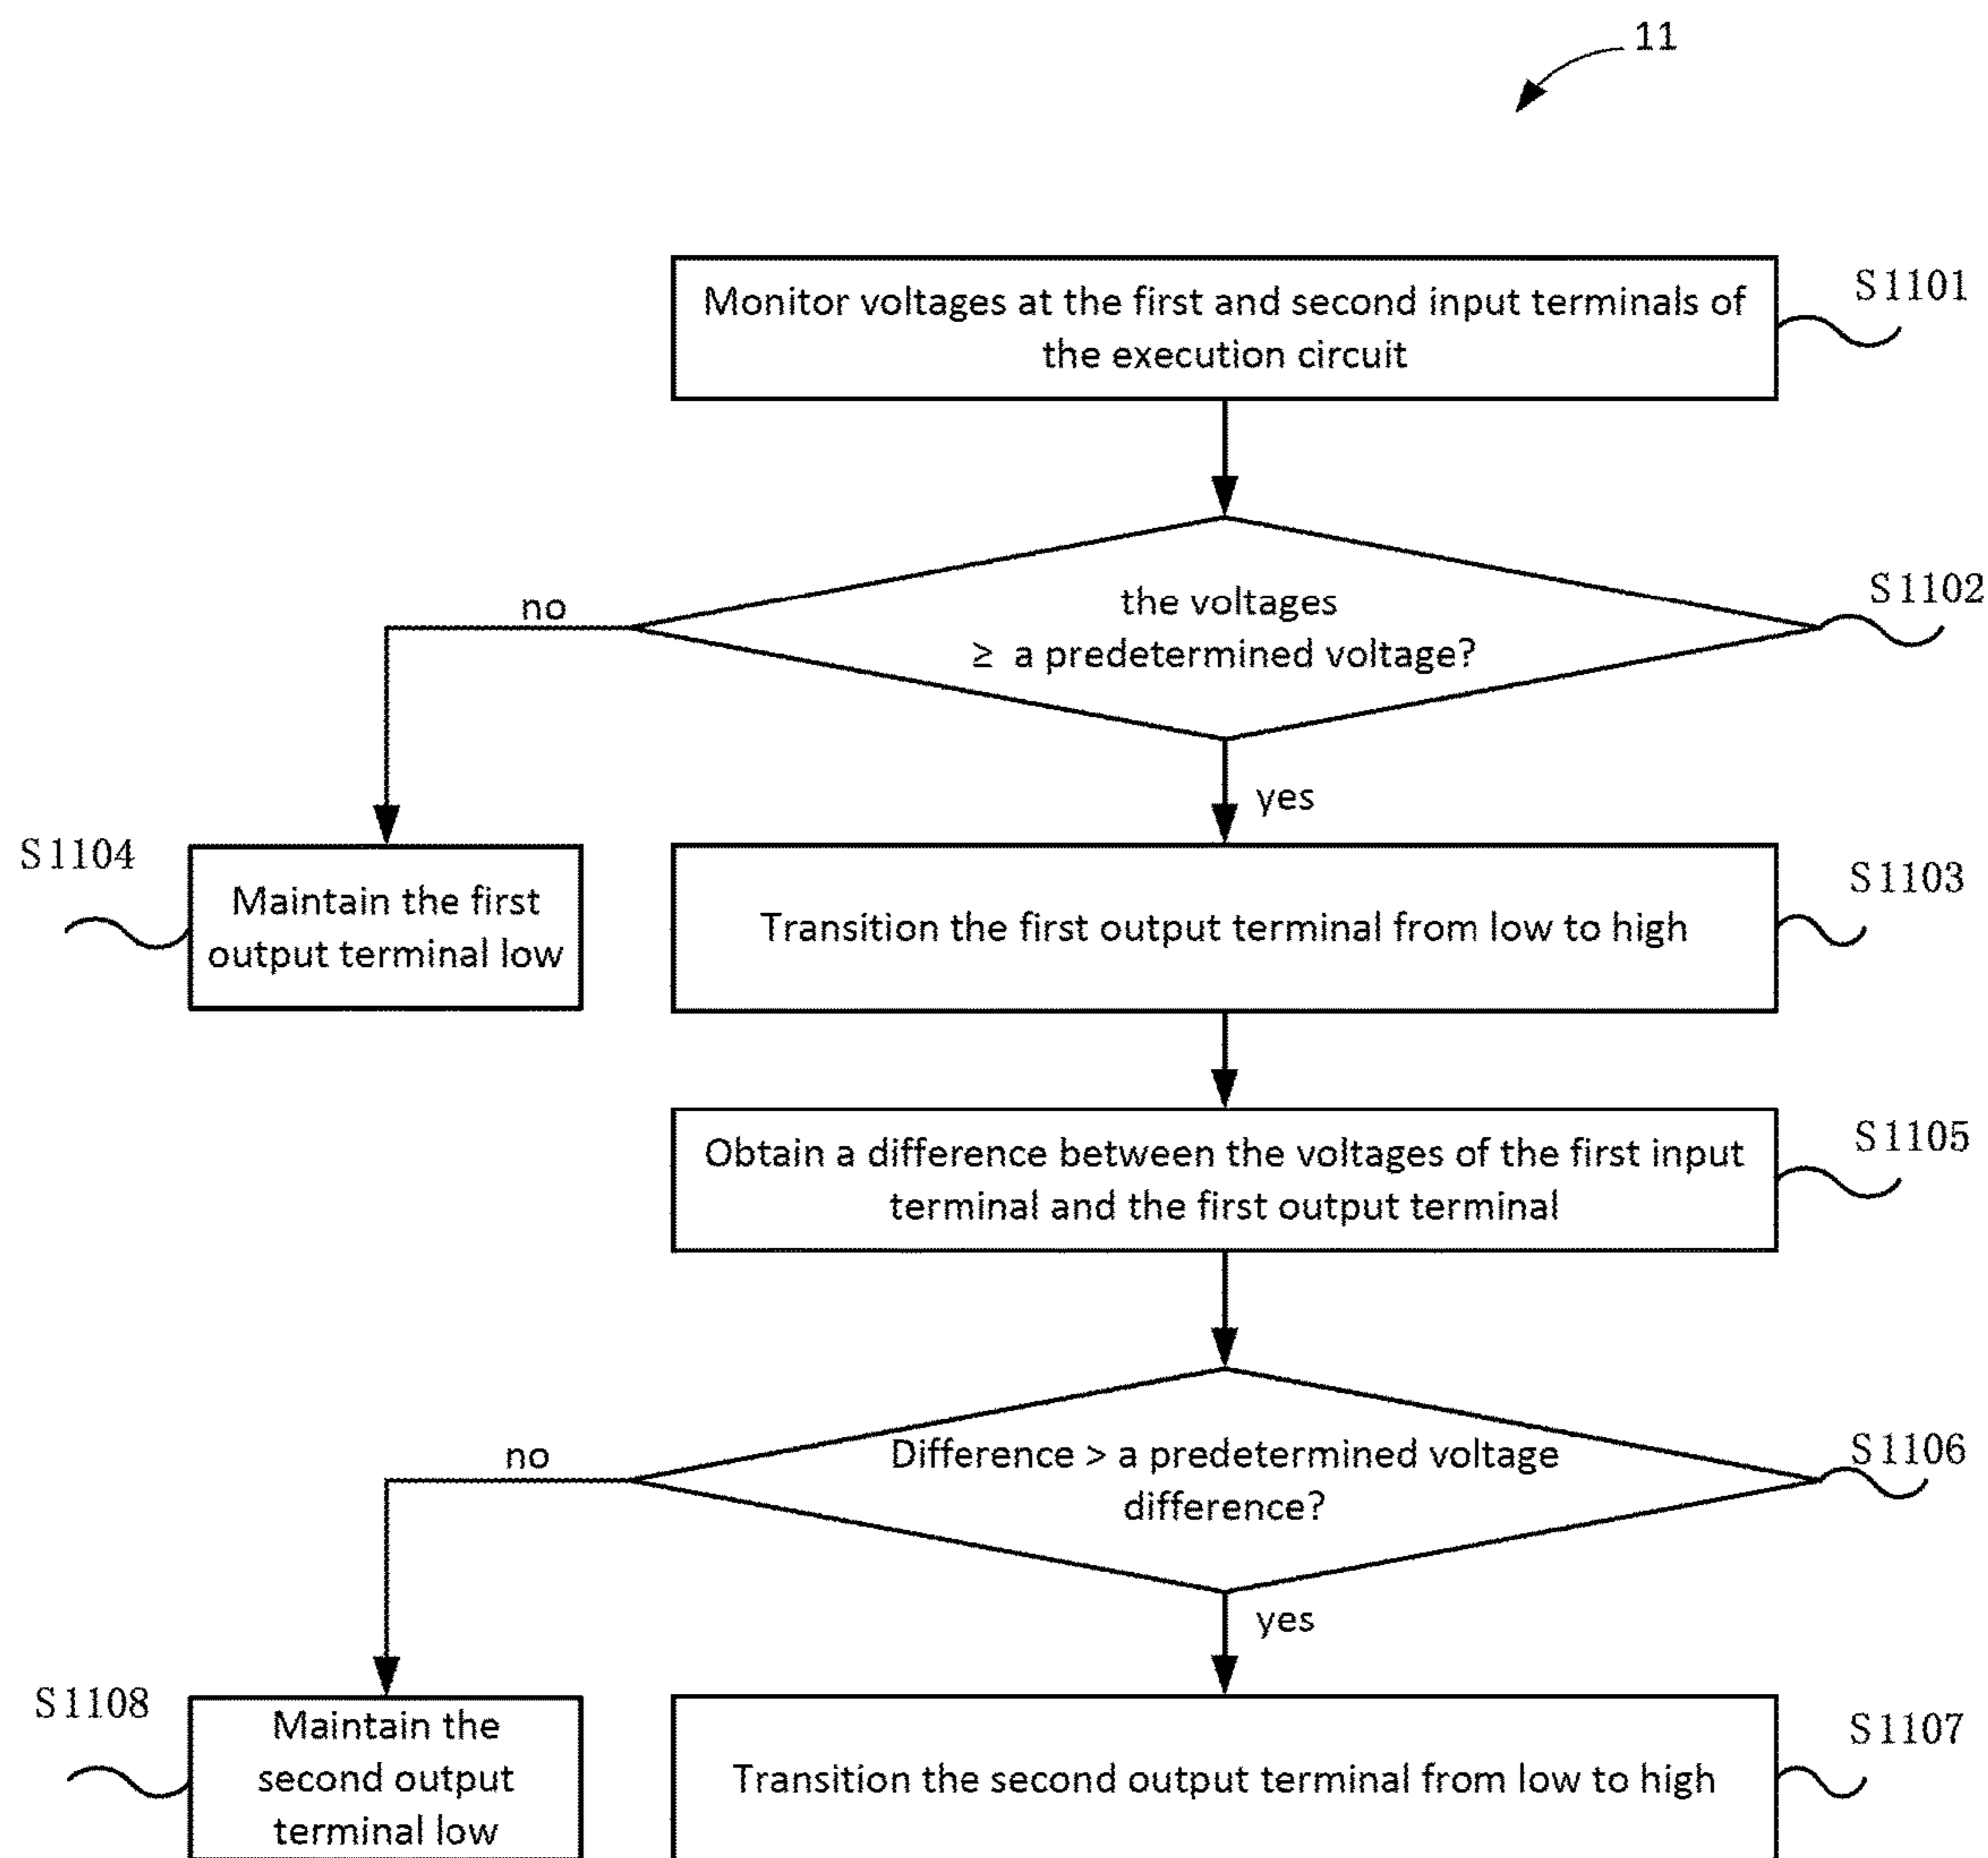 11
Monitor voltages at the first and second input terminals of
the execution circuit
S1101
the voltages
≥ a predetermined voltage?
S1102
no
yes
S1104
Maintain the first
output terminal low
Transition the first output terminal from low to high
S1103
Obtain a difference between the voltages of the first input
terminal and the first output terminal
S1105
Difference > a predetermined voltage
difference?
S1106
no
yes
S1108
Maintain the
second output
terminal low
Transition the second output terminal from low to high
S1107